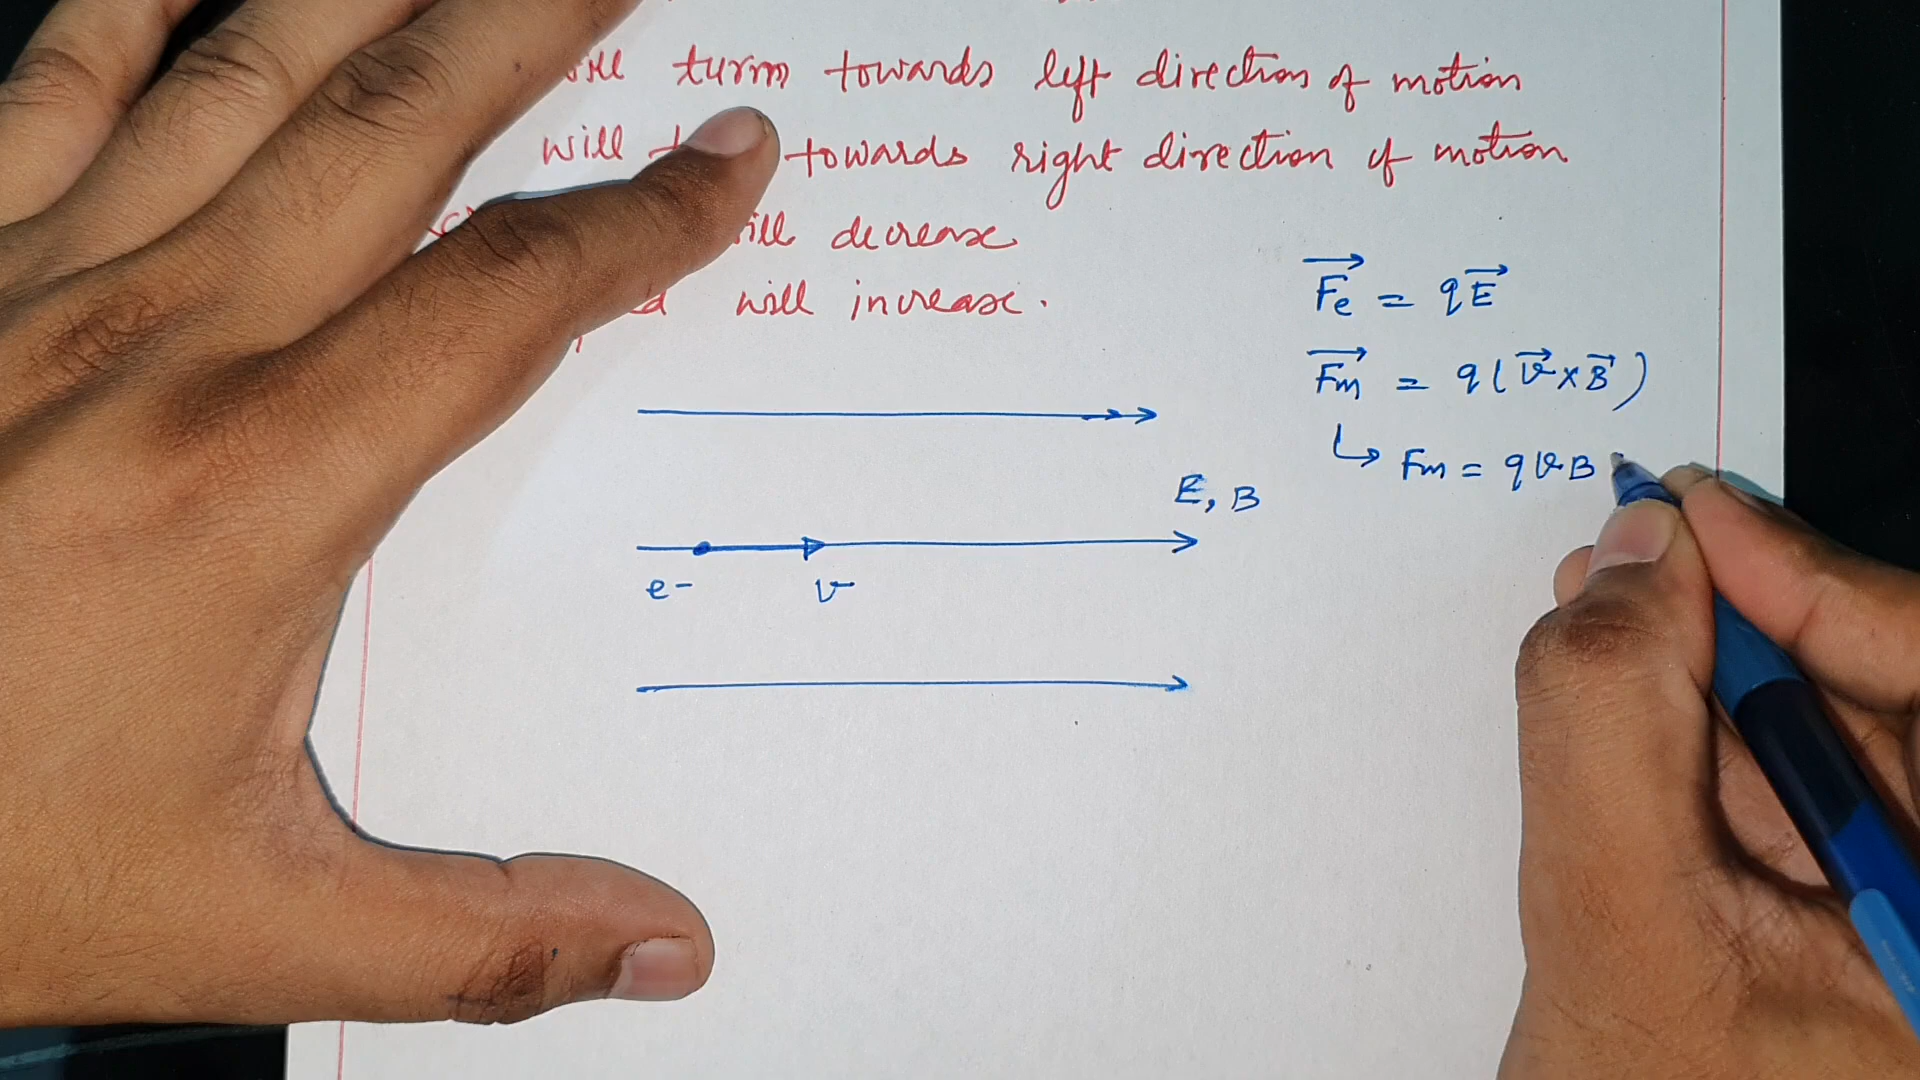 will turn towards left direction of motion
will towards right direction of motion
will decrease
will increase.
Fe = qE
Fm = q(v×B)
↳ Fm = qvB
E, B
e- v